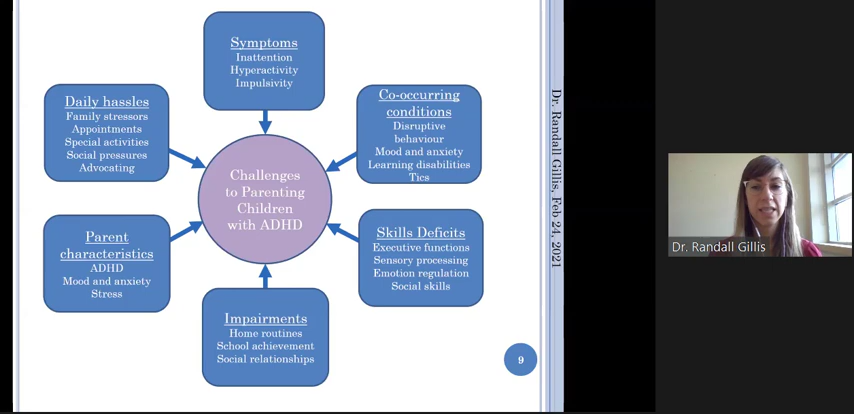 Symptoms
Inattention
Hyperactivity
Impulsivity
Daily hassles
Family stressors
Appointments
Special activities
Social pressures
Advocating
Co-occurring
conditions
Disruptive
behaviour
Mood and anxiety
Learning disabilities
Tics
Challenges
to Parenting
Children
with ADHD
Parent
characteristics
ADHD
Mood and anxiety
Stress
Skills Deficits
Executive functions
Sensory processing
Emotion regulation
Social skills
Impairments
Home routines
School achievement
Social relationships
9
Dr. Randall Gillis, Feb 24, 2021
Dr. Randall Gillis